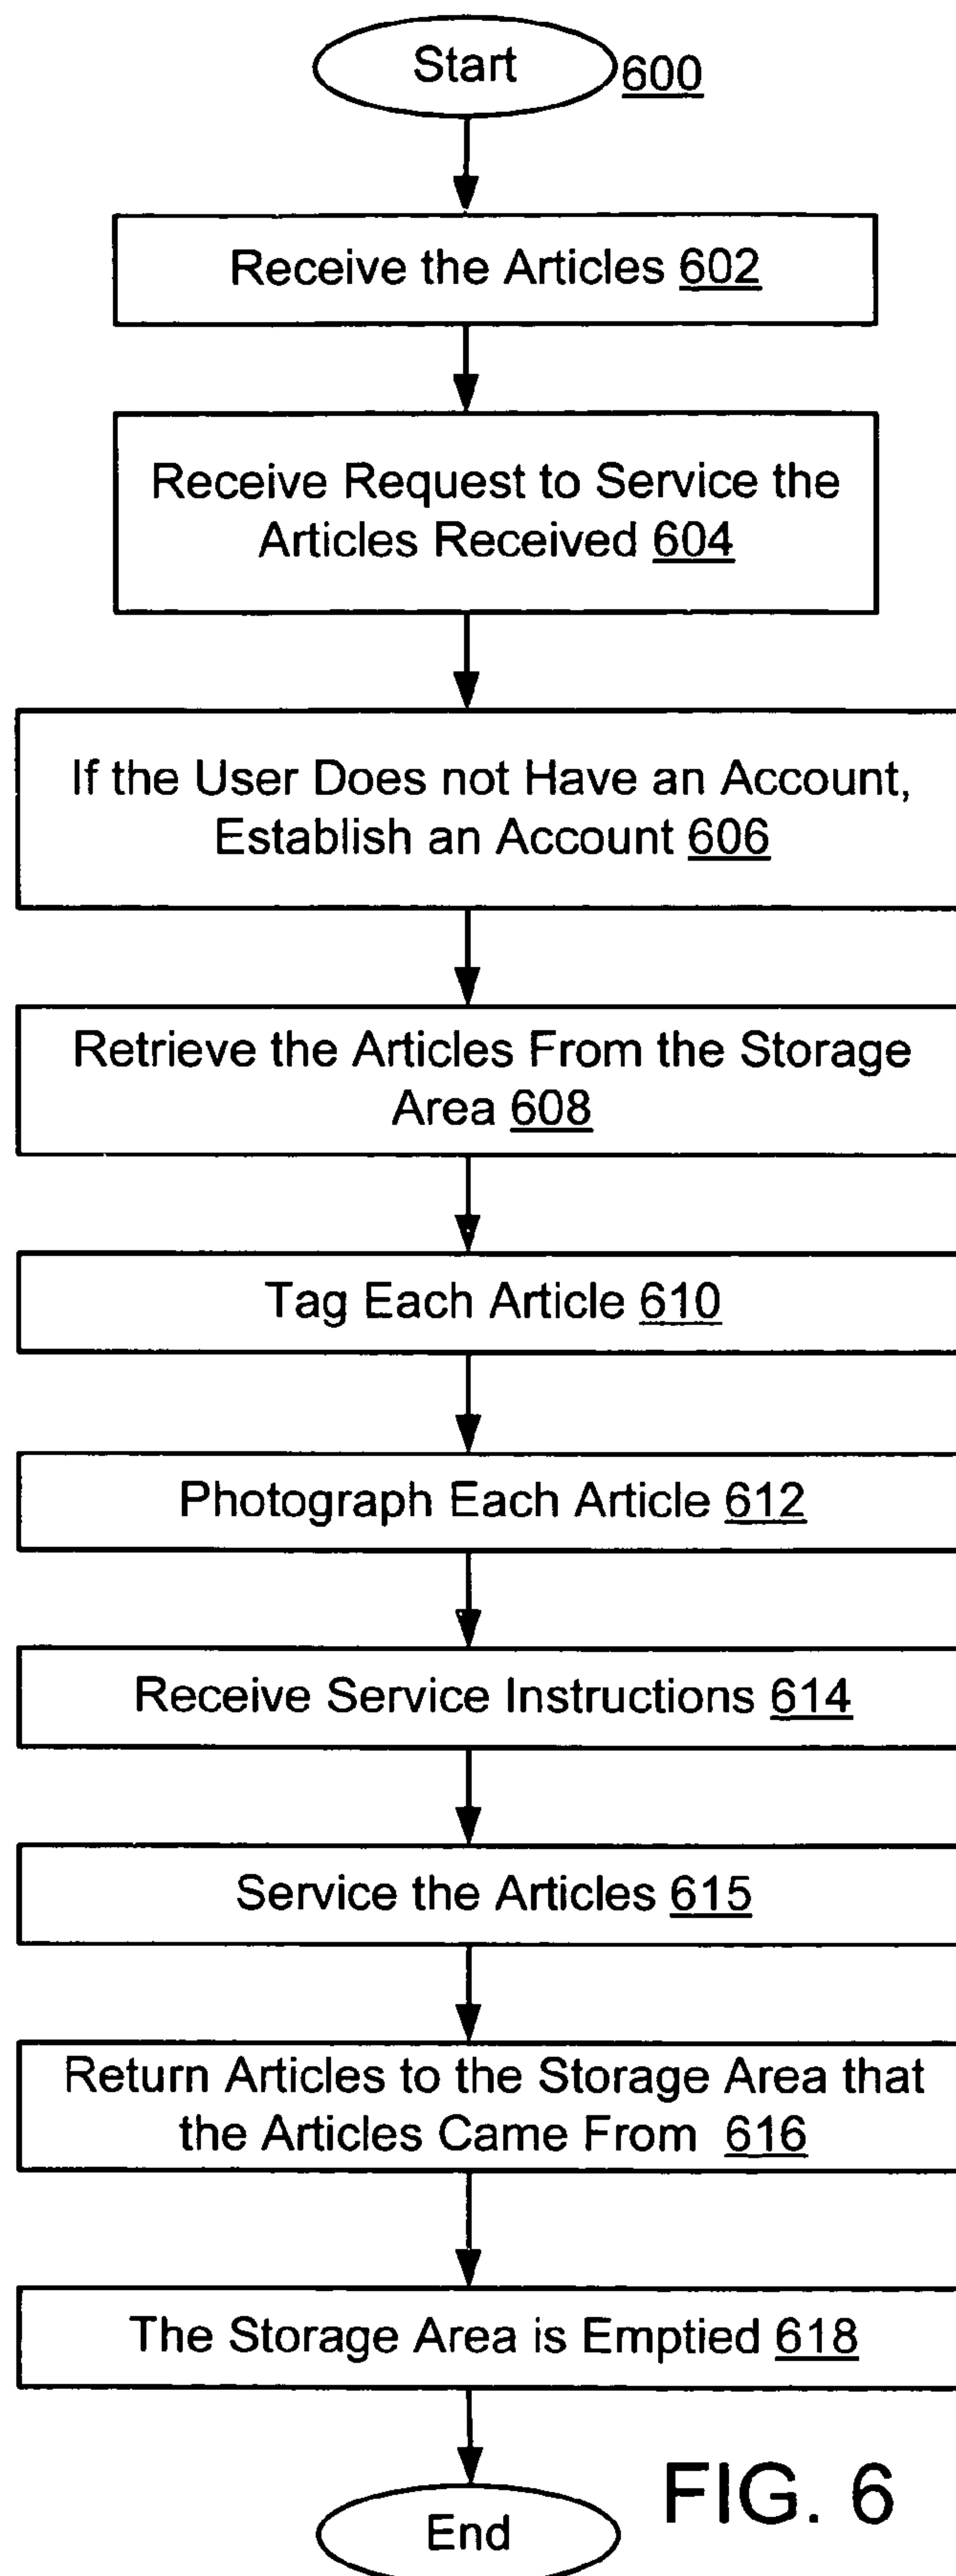 Start 600
Receive the Articles 602
Receive Request to Service the
Articles Received 604
If the User Does not Have an Account,
Establish an Account 606
Retrieve the Articles From the Storage
Area 608
Tag Each Article 610
Photograph Each Article 612
Receive Service Instructions 614
Service the Articles 615
Return Articles to the Storage Area that
the Articles Came From 616
The Storage Area is Emptied 618
End
FIG. 6